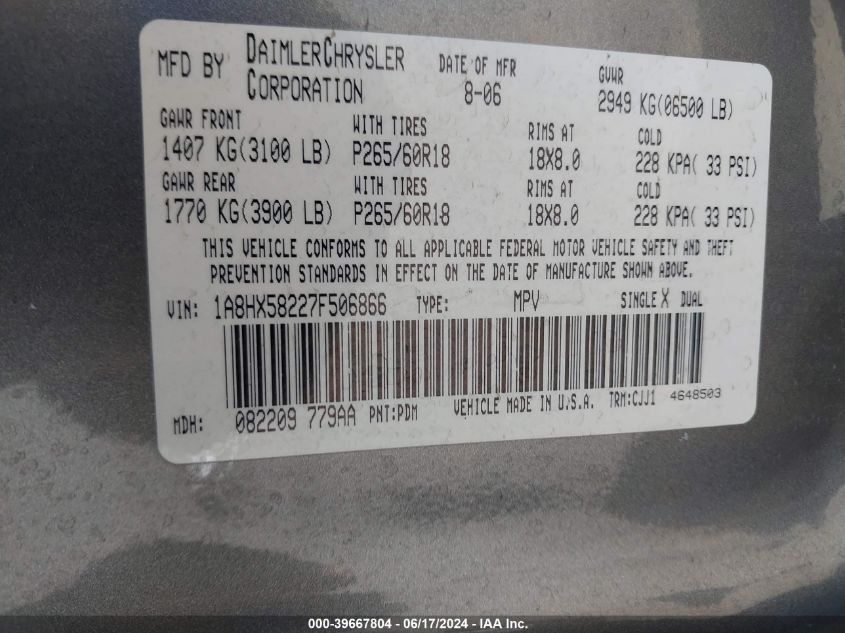 MFD BY DAIMLERCHRYSLER CORPORATION DATE OF MFR 8-06 GVWR 2949 KG(06500 LB)
GAWR FRONT WITH TIRES RIMS AT COLD
1407 KG(3100 LB) P265/60R18 18X8.0 228 KPA( 33 PSI)
GAWR REAR WITH TIRES RIMS AT COLD
1770 KG(3900 LB) P265/60R18 18X8.0 228 KPA( 33 PSI)
THIS VEHICLE CONFORMS TO ALL APPLICABLE FEDERAL MOTOR VEHICLE SAFETY AND THEFT
PREVENTION STANDARDS IN EFFECT ON THE DATE OF MANUFACTURE SHOWN ABOVE.
VIN: 1A8HX58227F506866 TYPE: MPV SINGLE X DUAL
MDH: 082209 779AA PNT:PDM VEHICLE MADE IN U.S.A. TRM:CJJ1 4648503
000-39667804 - 06/17/2024 - IAA Inc.